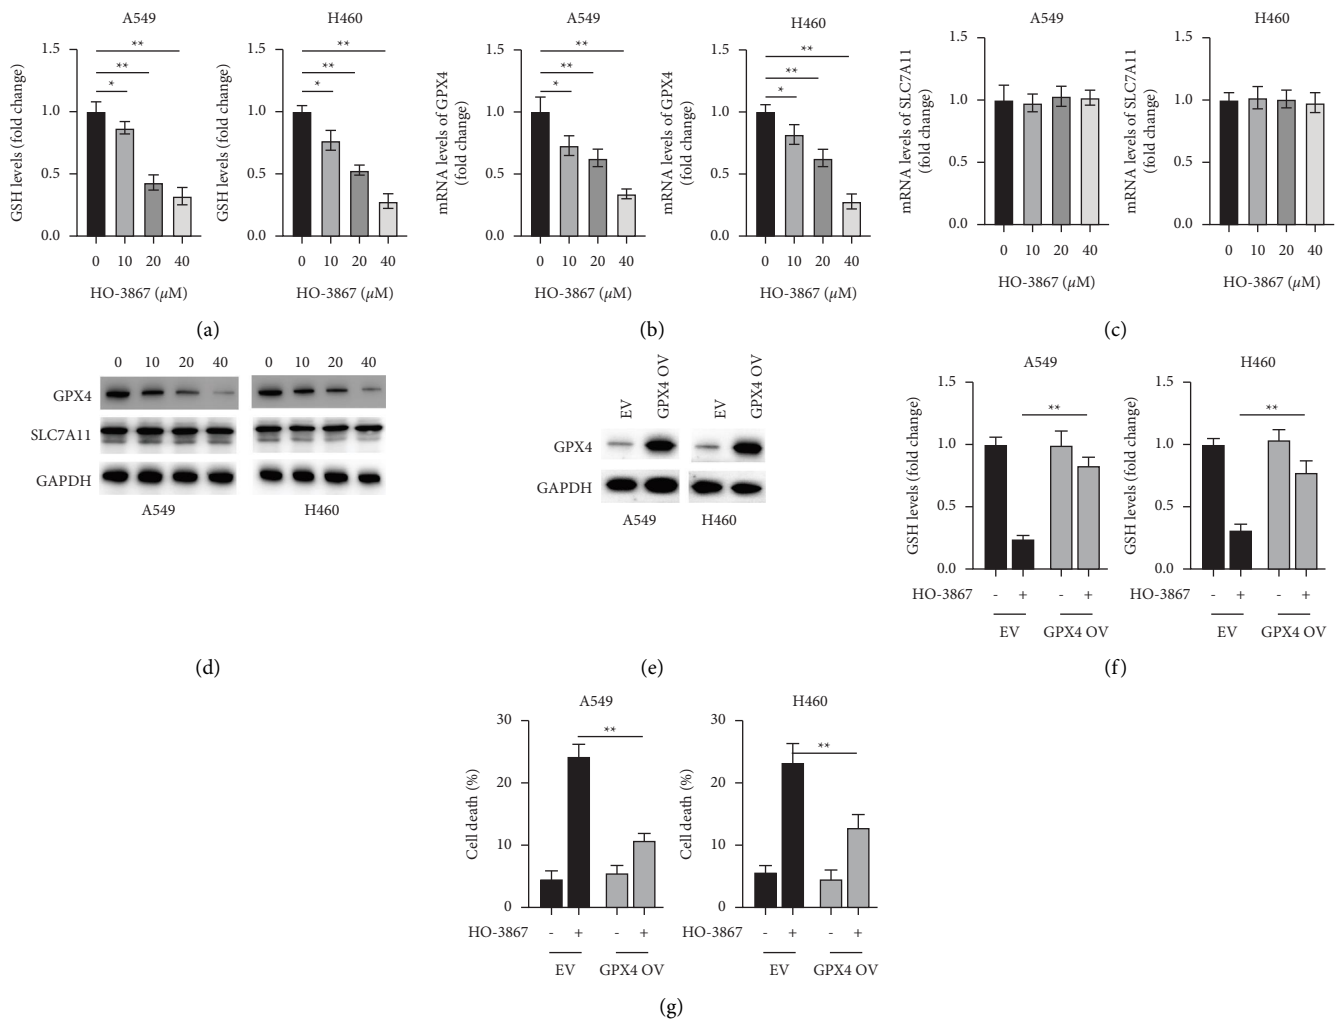 A549
H460
A549
H460
A549
H460
GSH levels (fold change)
1.5
1.0
0.5
0.0
**
**
*
0 10 20 40
HO-3867 (µM)
GSH levels (fold change)
1.5
1.0
0.5
0.0
**
**
*
0 10 20 40
HO-3867 (µM)
(a)
mRNA levels of GPX4
(fold change)
1.5
1.0
0.5
0.0
**
**
*
0 10 20 40
HO-3867 (µM)
mRNA levels of GPX4
(fold change)
1.5
1.0
0.5
0.0
**
**
*
0 10 20 40
HO-3867 (µM)
(b)
mRNA levels of SLC7A11
(fold change)
1.5
1.0
0.5
0.0
0 10 20 40
HO-3867 (µM)
mRNA levels of SLC7A11
(fold change)
1.5
1.0
0.5
0.0
0 10 20 40
HO-3867 (µM)
(c)
0 10 20 40 0 10 20 40
GPX4
SLC7A11
GAPDH
A549 H460
(d)
EV GPX4 OV EV GPX4 OV
GPX4
GAPDH
A549 H460
(e)
A549
GSH levels (fold change)
1.5
1.0
0.5
0.0
**
HO-3867 - + - +
EV GPX4 OV
H460
GSH levels (fold change)
1.5
1.0
0.5
0.0
**
HO-3867 - + - +
EV GPX4 OV
(f)
A549
Cell death (%)
30
20
10
0
**
HO-3867 - + - +
EV GPX4 OV
H460
Cell death (%)
30
20
10
0
**
HO-3867 - + - +
EV GPX4 OV
(g)